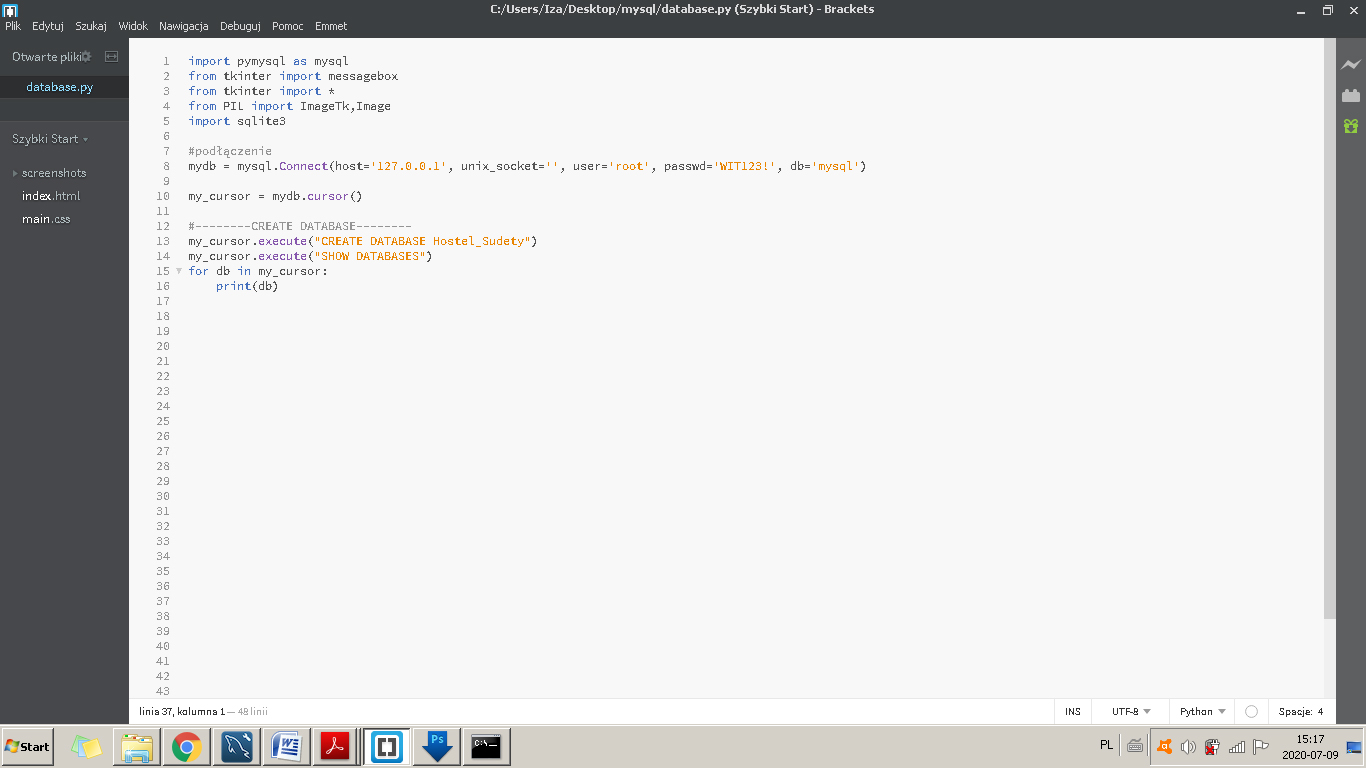 C:/Users/Iza/Desktop/mysql/database.py (Szybki Start) - Brackets
Plik Edytuj Szukaj Widok Nawigacja Debuguj Pomoc Emmet
Otwarte pliki
database.py
Szybki Start
screenshots
index.html
main.css
1 import pymysql as mysql
2 from tkinter import messagebox
3 from tkinter import *
4 from PIL import ImageTk,Image
5 import sqlite3
6
7 #podłączenie
8 mydb = mysql.Connect(host='127.0.0.1', unix_socket='', user='root', passwd='WIT123!', db='mysql')
9
10 my_cursor = mydb.cursor()
11
12 #--------CREATE DATABASE--------
13 my_cursor.execute("CREATE DATABASE Hostel_Sudety")
14 my_cursor.execute("SHOW DATABASES")
15 for db in my_cursor:
16 print(db)
17
18
19
20
21
22
23
24
25
26
27
28
29
30
31
32
33
34
35
36
37
38
39
40
41
42
43
linia 37, kolumna 1 — 48 linii INS UTF-8 Python Spacje: 4
Start Ps C:\_ PL 15:17
2020-07-09